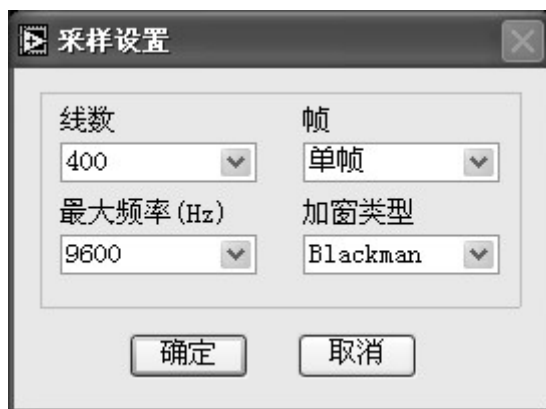 采样设置
线数 帧
400 单帧
最大频率(Hz) 加窗类型
9600 Blackman
确定 取消